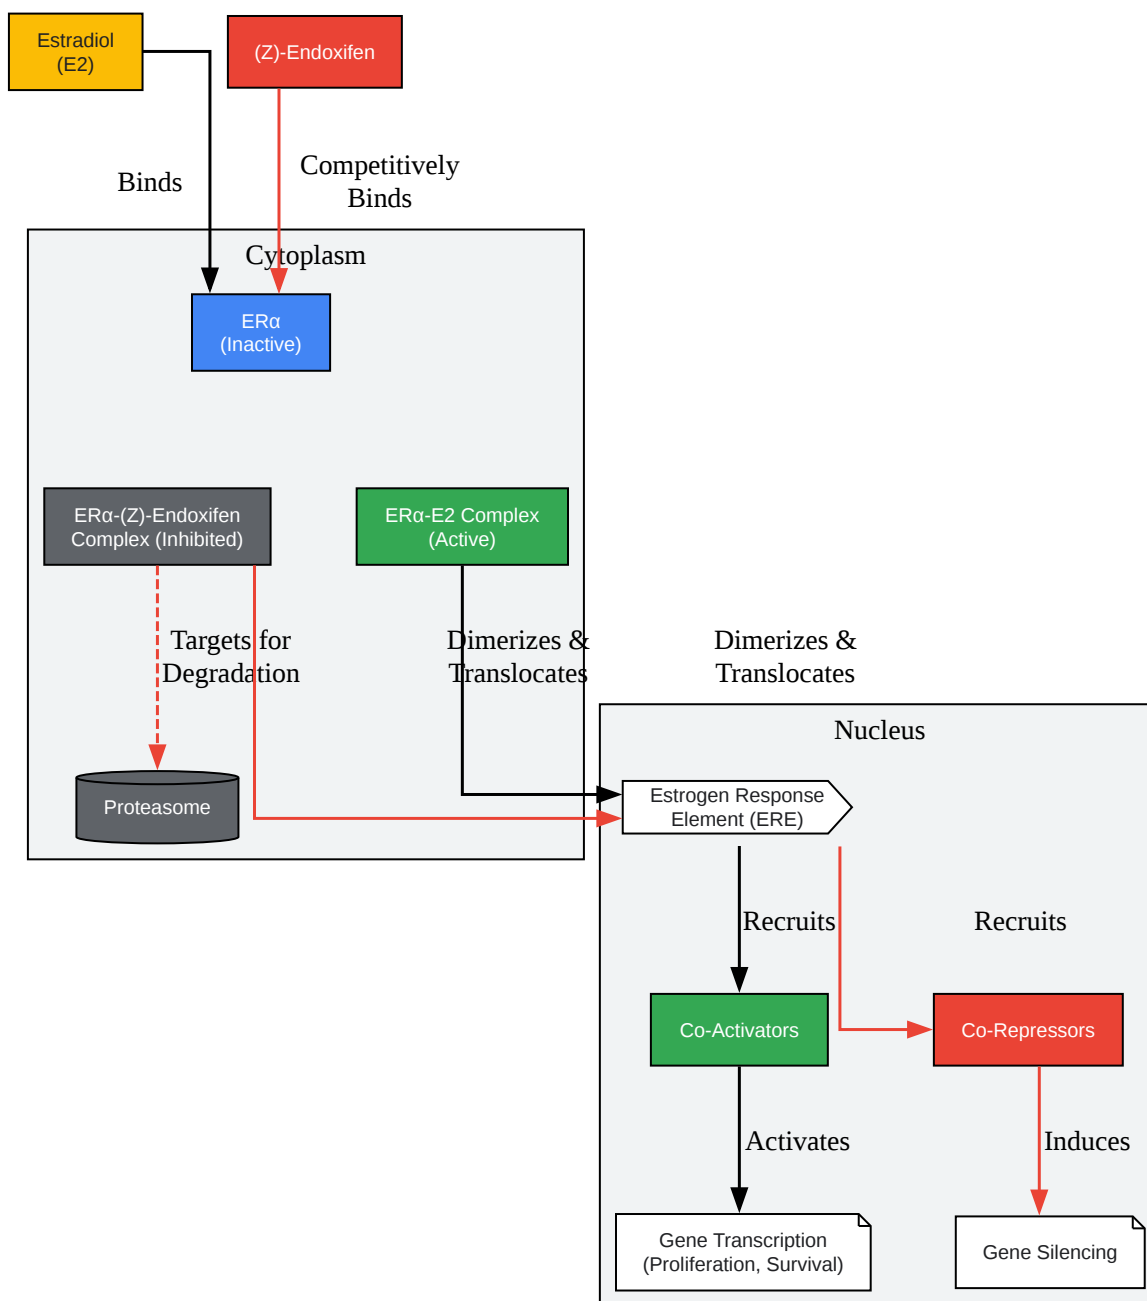 Estradiol
(E2)
(Z)-Endoxifen
Binds
Competitively
Binds
Cytoplasm
ERα
(Inactive)
ERα-(Z)-Endoxifen
Complex (Inhibited)
ERα-E2 Complex
(Active)
Targets for
Degradation
Dimerizes &
Translocates
Dimerizes &
Translocates
Nucleus
Proteasome
Estrogen Response
Element (ERE)
Recruits
Recruits
Co-Activators
Co-Repressors
Activates
Induces
Gene Transcription
(Proliferation, Survival)
Gene Silencing